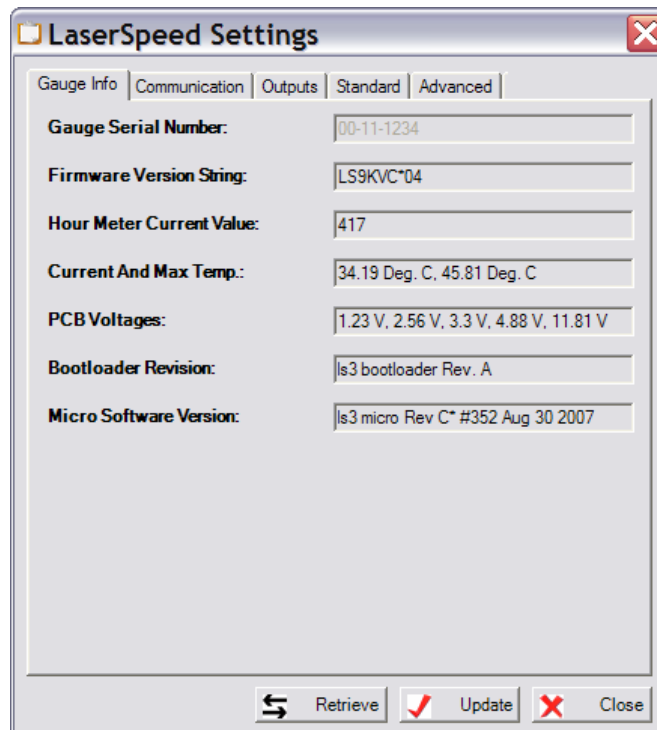 LaserSpeed Settings
Gauge Info Communication Outputs Standard Advanced
Gauge Serial Number: 00-11-1234
Firmware Version String: LS9KVC*04
Hour Meter Current Value: 417
Current And Max Temp.: 34.19 Deg. C, 45.81 Deg. C
PCB Voltages: 1.23 V, 2.56 V, 3.3 V, 4.88 V, 11.81 V
Bootloader Revision: ls3 bootloader Rev. A
Micro Software Version: ls3 micro Rev C* #352 Aug 30 2007
Retrieve Update Close